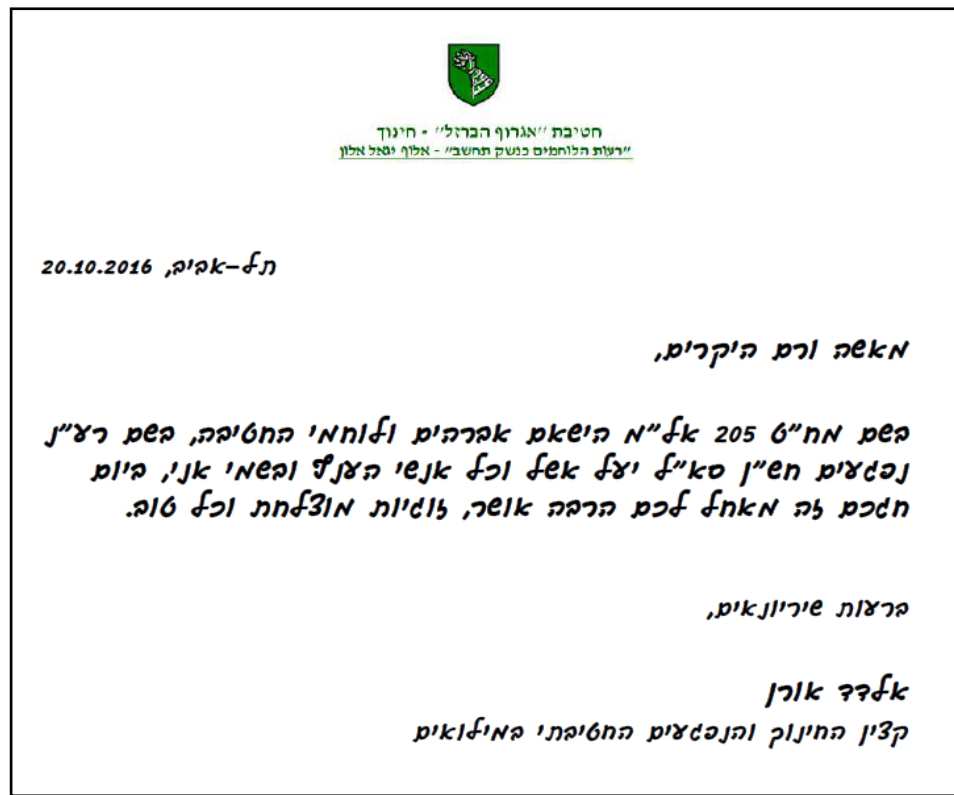 חטיבת "אגרוף הברזל" - חינוך
"רעות הלוחמים כנשק תחשב" - אלוף יגאל אלון
תל-אביב, 20.10.2016
מאשה ורם היקרים,
בשם מח"ט 205 אל"מ הישאם אברהים ולוחמי החטיבה, בשם רע"ן
נפגעים חש"ן סא"ל יעל אשל וכל אנשי הענף ובשמי אני, ביום
חגכם זה מאחל לכם הרבה אושר, זוגיות מוצלחת וכל טוב.
ברעות שיריונאים,
אלדד אורן
קצין החינוך והנפגעים החטיבתי במילואים